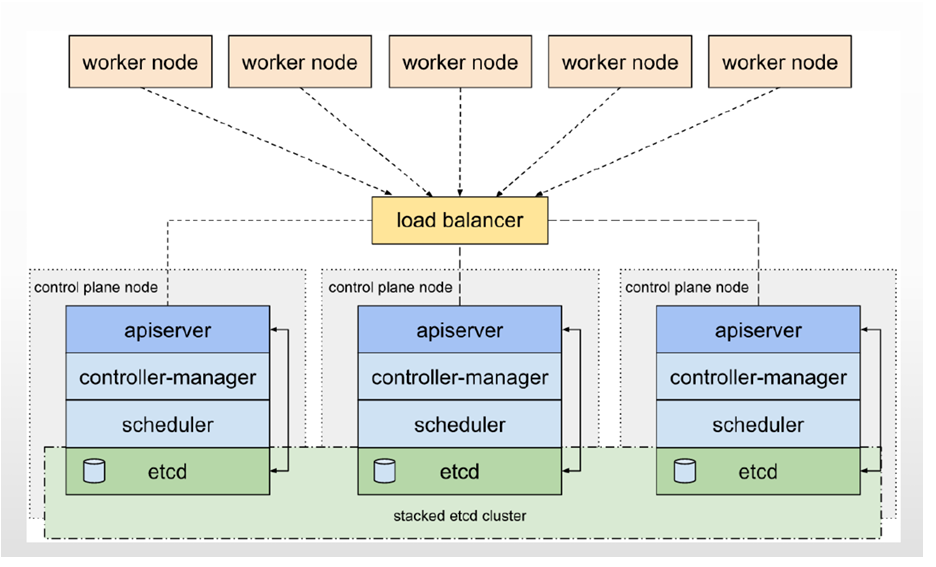 worker node
worker node
worker node
worker node
worker node
load balancer
control plane node
control plane node
control plane node
apiserver
apiserver
apiserver
controller-manager
controller-manager
controller-manager
scheduler
scheduler
scheduler
etcd
etcd
etcd
stacked etcd cluster